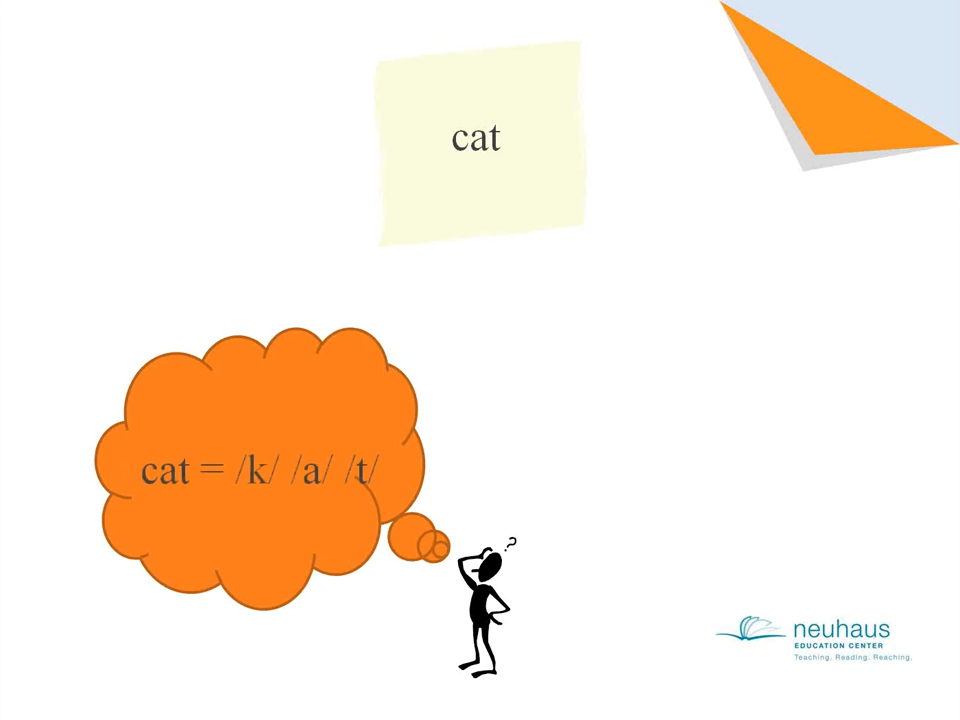 cat
cat = /k/ /a/ /t/
?
neuhaus
EDUCATION CENTER
Teaching. Reading. Reaching.